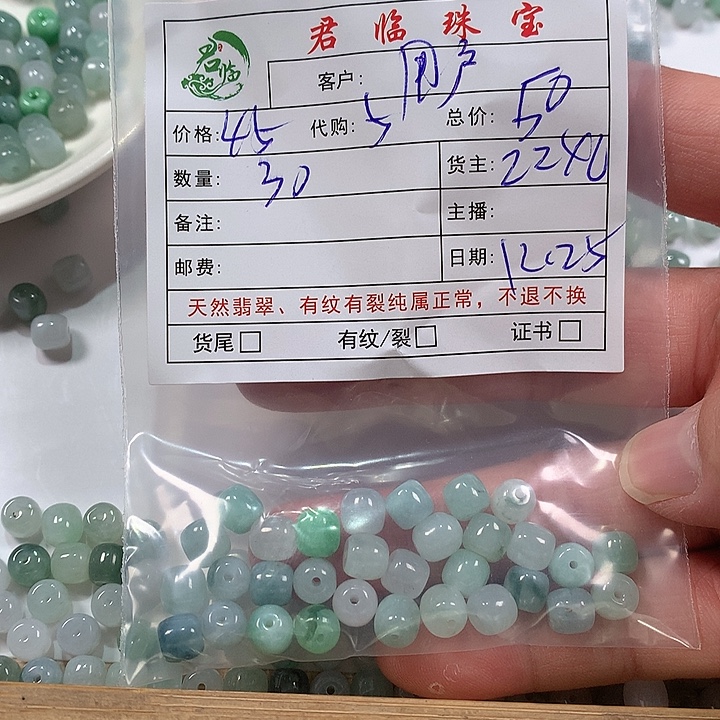 君临
君临珠宝
客户: 用户
价格: 45 代购: 5 总价: 50
数量: 30 货主: 2240
备注: 主播:
邮费: 日期: 12.25
天然翡翠、有纹有裂纯属正常，不退不换
货尾□ 有纹/裂□ 证书□